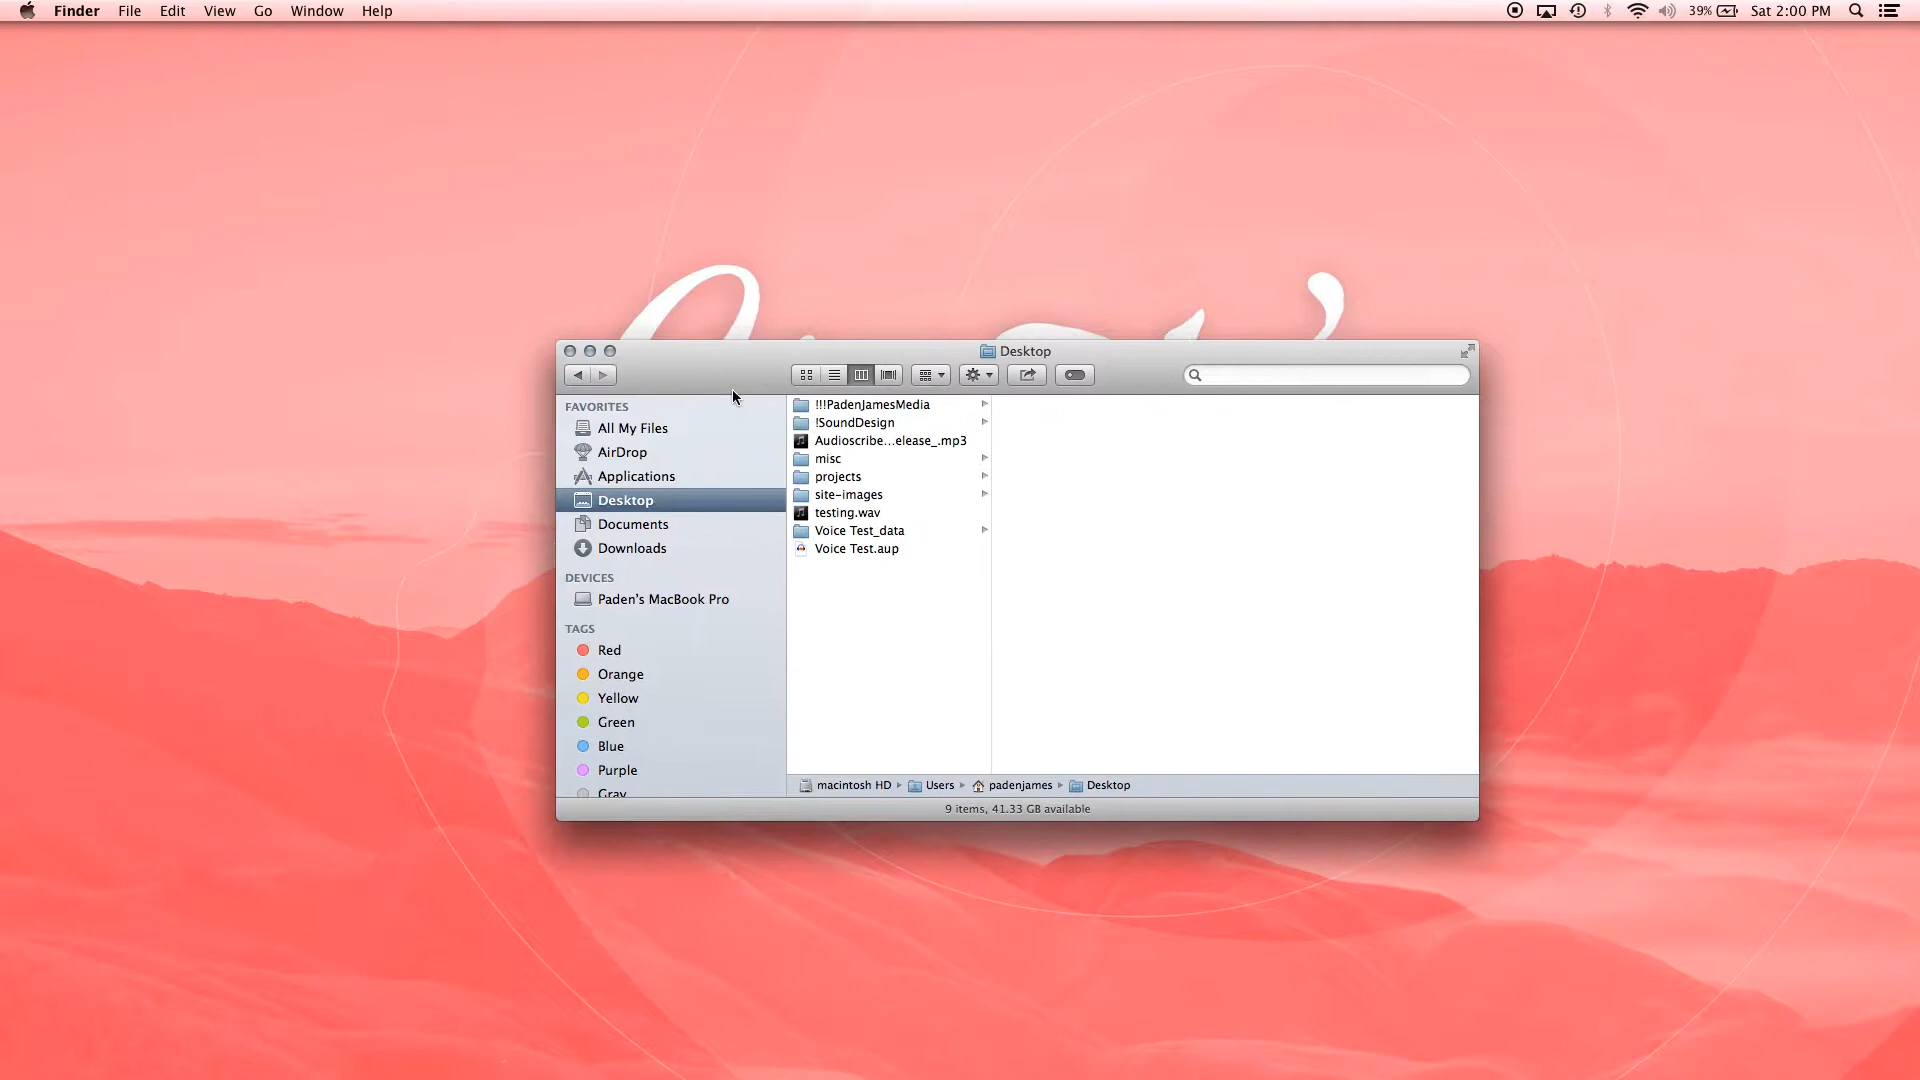 Finder File Edit View Go Window Help 39% Sat 2:00 PM
Desktop
FAVORITES
All My Files
AirDrop
Applications
Desktop
Documents
Downloads
DEVICES
Paden's MacBook Pro
TAGS
Red
Orange
Yellow
Green
Blue
Purple
Gray
!!!PadenJamesMedia
!SoundDesign
Audioscribe...elease_.mp3
misc
projects
site-images
testing.wav
Voice Test_data
Voice Test.aup
macintosh HD Users padenjames Desktop
9 items, 41.33 GB available